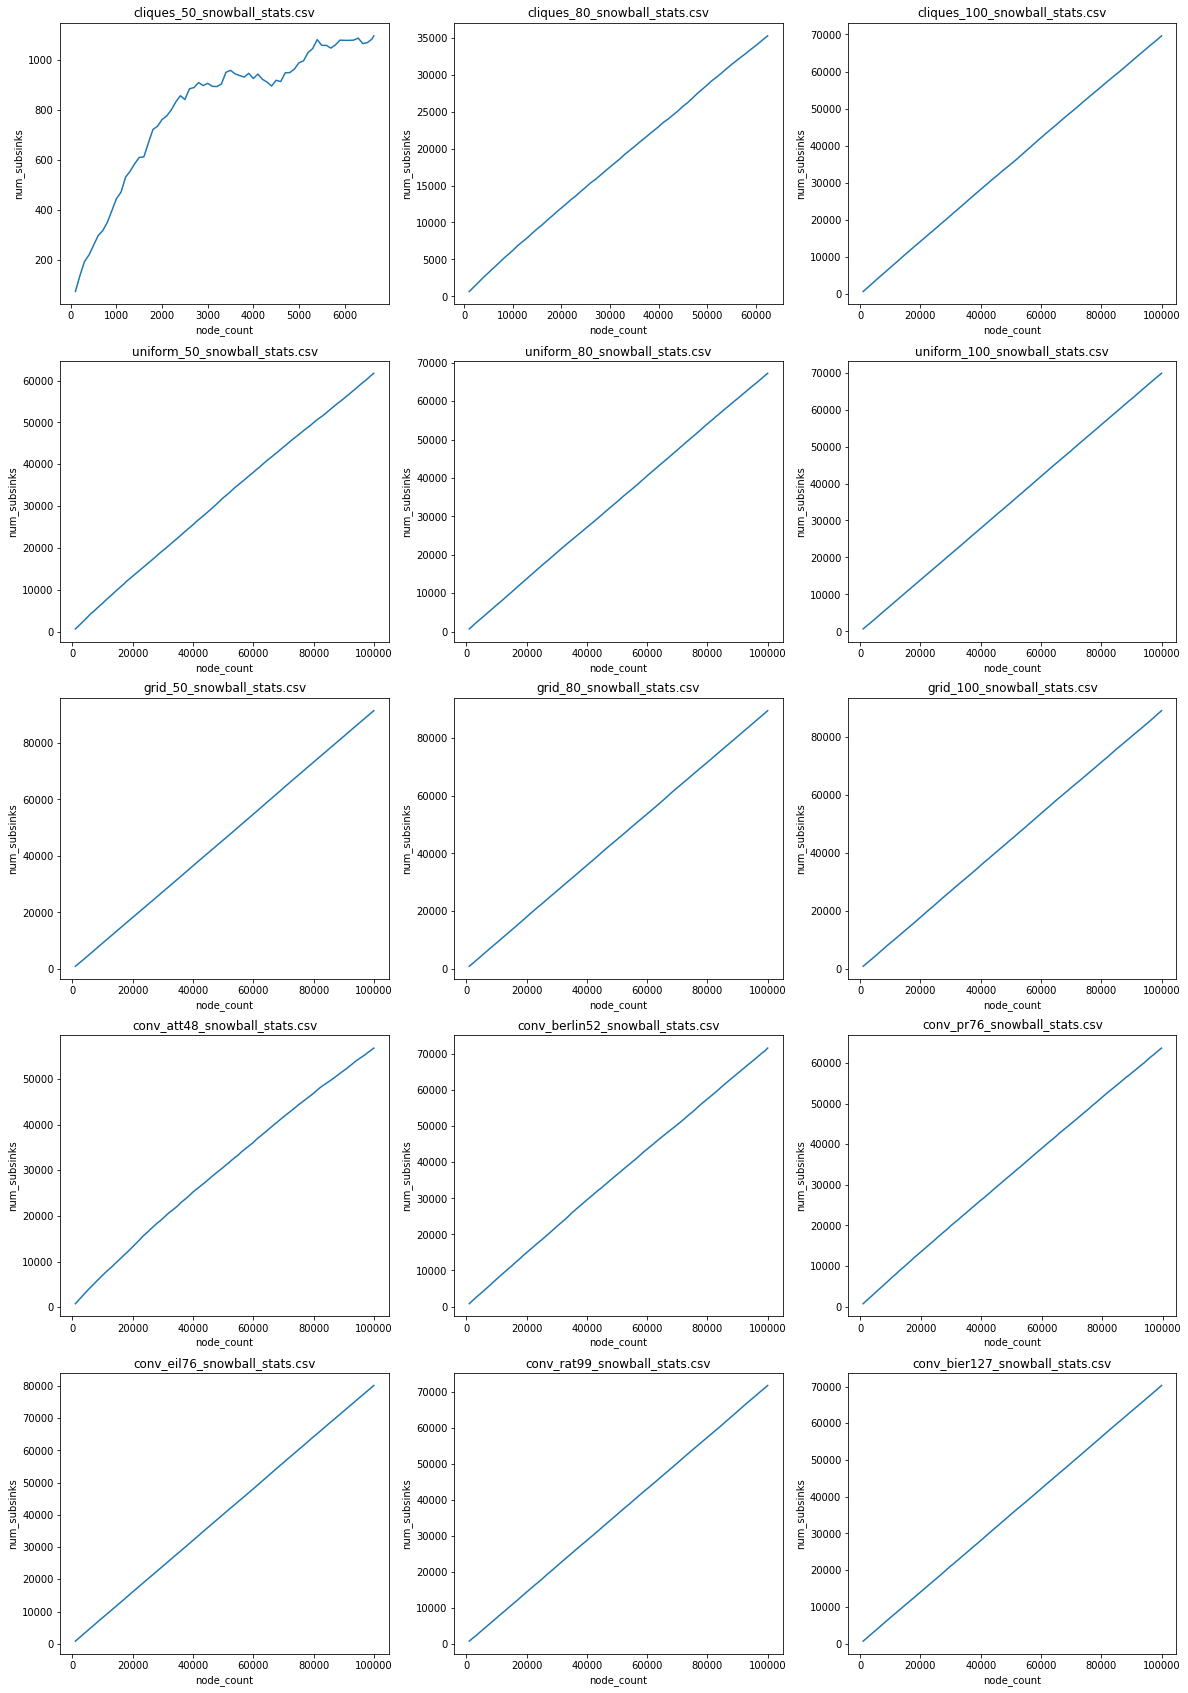 cliques_50_snowball_stats.csv
num_subsinks
1000
800
600
400
200
0 1000 2000 3000 4000 5000 6000
node_count
cliques_80_snowball_stats.csv
num_subsinks
35000
30000
25000
20000
15000
10000
5000
0
0 10000 20000 30000 40000 50000 60000
node_count
cliques_100_snowball_stats.csv
num_subsinks
70000
60000
50000
40000
30000
20000
10000
0
0 20000 40000 60000 80000 100000
node_count
uniform_50_snowball_stats.csv
num_subsinks
60000
50000
40000
30000
20000
10000
0
0 20000 40000 60000 80000 100000
node_count
uniform_80_snowball_stats.csv
num_subsinks
70000
60000
50000
40000
30000
20000
10000
0
0 20000 40000 60000 80000 100000
node_count
uniform_100_snowball_stats.csv
num_subsinks
70000
60000
50000
40000
30000
20000
10000
0
0 20000 40000 60000 80000 100000
node_count
grid_50_snowball_stats.csv
num_subsinks
80000
60000
40000
20000
0
0 20000 40000 60000 80000 100000
node_count
grid_80_snowball_stats.csv
num_subsinks
80000
60000
40000
20000
0
0 20000 40000 60000 80000 100000
node_count
grid_100_snowball_stats.csv
num_subsinks
80000
60000
40000
20000
0
0 20000 40000 60000 80000 100000
node_count
conv_att48_snowball_stats.csv
num_subsinks
50000
40000
30000
20000
10000
0
0 20000 40000 60000 80000 100000
node_count
conv_berlin52_snowball_stats.csv
num_subsinks
70000
60000
50000
40000
30000
20000
10000
0
0 20000 40000 60000 80000 100000
node_count
conv_pr76_snowball_stats.csv
num_subsinks
60000
50000
40000
30000
20000
10000
0
0 20000 40000 60000 80000 100000
node_count
conv_eil76_snowball_stats.csv
num_subsinks
80000
70000
60000
50000
40000
30000
20000
10000
0
0 20000 40000 60000 80000 100000
node_count
conv_rat99_snowball_stats.csv
num_subsinks
70000
60000
50000
40000
30000
20000
10000
0
0 20000 40000 60000 80000 100000
node_count
conv_bier127_snowball_stats.csv
num_subsinks
70000
60000
50000
40000
30000
20000
10000
0
0 20000 40000 60000 80000 100000
node_count